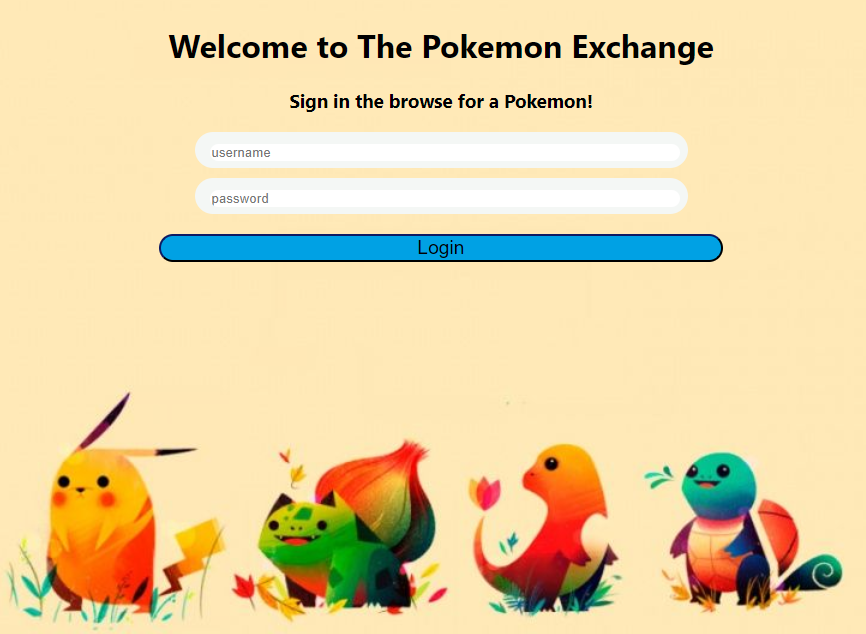 Welcome to The Pokemon Exchange
Sign in the browse for a Pokemon!
username
password
Login